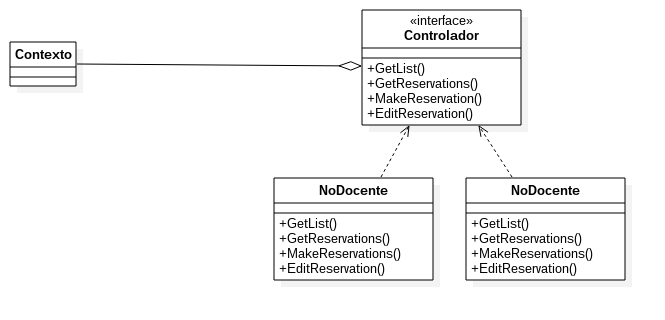 «interface»
Controlador
Contexto
+GetList()
+GetReservations()
+MakeReservation()
+EditReservation()
NoDocente
+GetList()
+GetReservations()
+MakeReservations()
+EditReservation()
NoDocente
+GetList()
+GetReservations()
+MakeReservations()
+EditReservation()